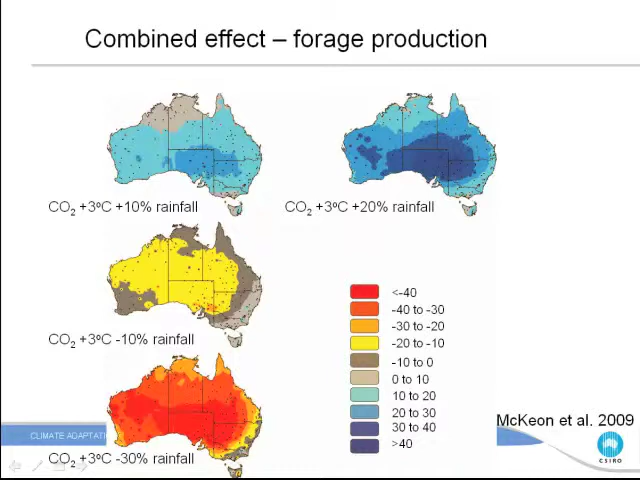 Combined effect – forage production
CO2 +3ºC +10% rainfall
CO2 +3ºC +20% rainfall
CO2 +3ºC -10% rainfall
<-40
-40 to -30
-30 to -20
-20 to -10
-10 to 0
0 to 10
10 to 20
20 to 30
30 to 40
>40
McKeon et al. 2009
CLIMATE ADAPTATI
CO2 +3ºC -30% rainfall
CSIRO